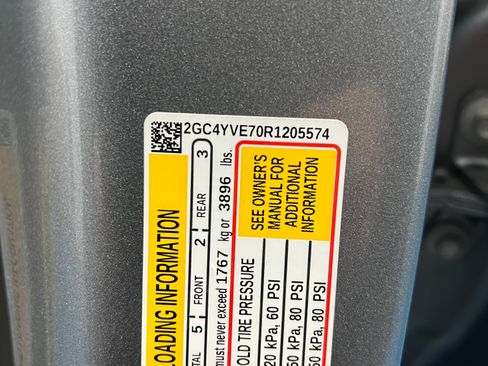 2GC4YVE70R1205574
LOADING INFORMATION
5 FRONT 2 REAR 3
must never exceed 1767 kg or 3896 lbs.
SEE OWNER'S
MANUAL FOR
ADDITIONAL
INFORMATION
OLD TIRE PRESSURE
20 kPa, 60 PSI
50 kPa, 80 PSI
50 kPa, 80 PSI